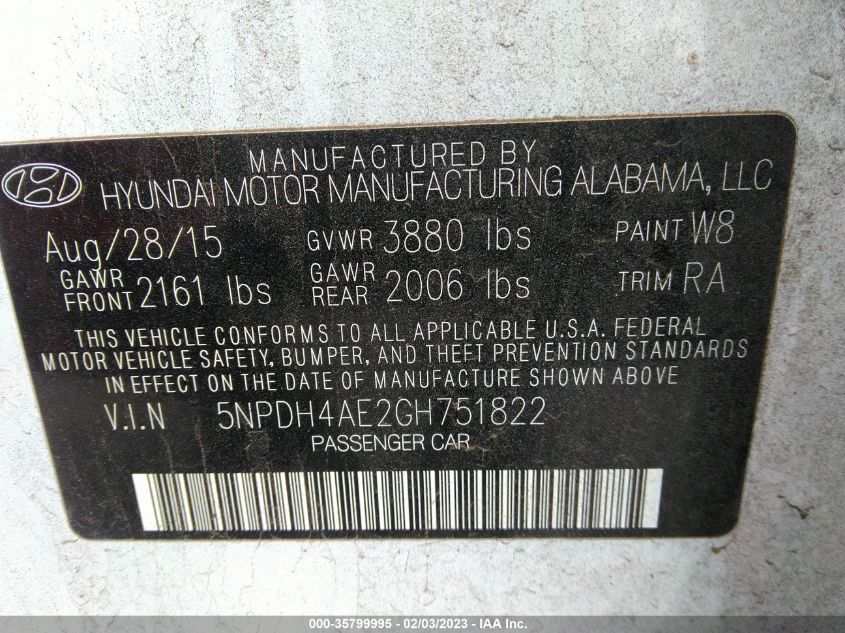 MANUFACTURED BY
HYUNDAI MOTOR MANUFACTURING ALABAMA, LLC
Aug/28/15 GVWR 3880 lbs PAINT W8
GAWR FRONT 2161 lbs GAWR REAR 2006 lbs TRIM RA
THIS VEHICLE CONFORMS TO ALL APPLICABLE U.S.A. FEDERAL
MOTOR VEHICLE SAFETY, BUMPER, AND THEFT PREVENTION STANDARDS
IN EFFECT ON THE DATE OF MANUFACTURE SHOWN ABOVE
V.I.N 5NPDH4AE2GH751822
PASSENGER CAR
000-35799995 - 02/03/2023 - IAA Inc.